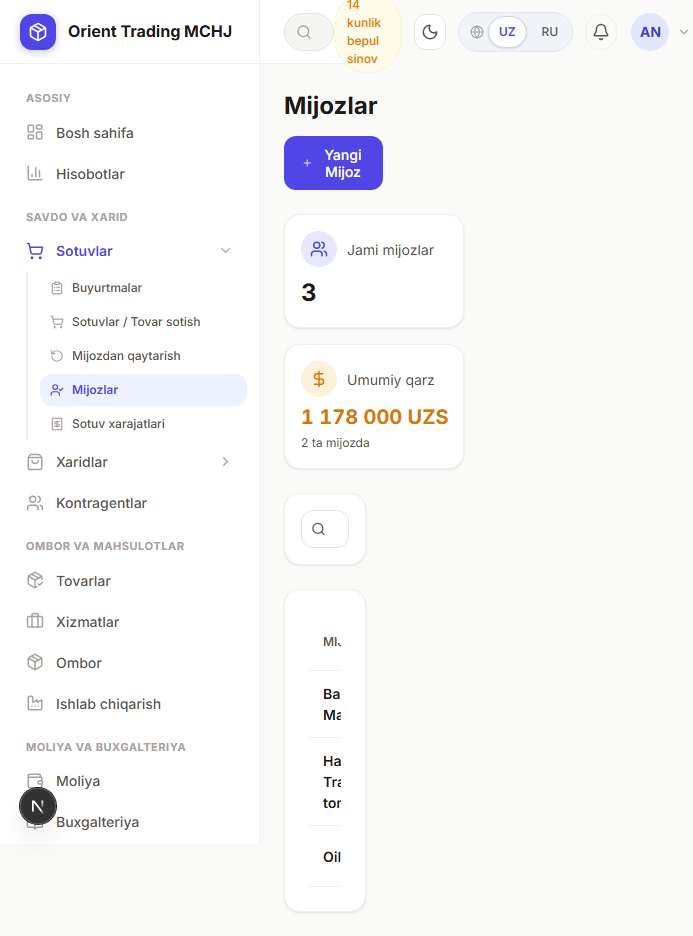 Orient Trading MCHJ
14
kunlik
bepul
sinov
UZ
RU
AN
ASOSIY
Bosh sahifa
Hisobotlar
SAVDO VA XARID
Sotuvlar
Buyurtmalar
Sotuvlar / Tovar sotish
Mijozdan qaytarish
Mijozlar
Sotuv xarajatlari
Xaridlar
Kontragentlar
OMBOR VA MAHSULOTLAR
Tovarlar
Xizmatlar
Ombor
Ishlab chiqarish
MOLIYA VA BUXGALTERIYA
Moliya
Buxgalteriya
N
Mijozlar
+ Yangi
Mijoz
Jami mijozlar
3
$ Umumiy qarz
1 178 000 UZS
2 ta mijozda
Ba
Ha
Oil